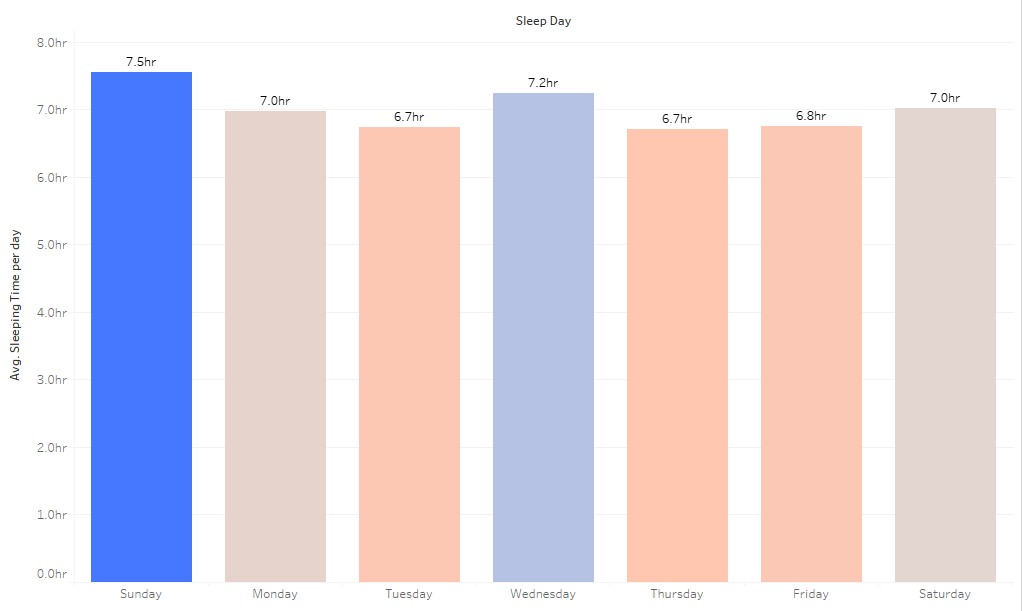 Sleep Day
8.0hr
7.0hr
6.0hr
5.0hr
4.0hr
3.0hr
2.0hr
1.0hr
0.0hr
Avg. Sleeping Time per day
7.5hr
7.0hr
6.7hr
7.2hr
6.7hr
6.8hr
7.0hr
Sunday
Monday
Tuesday
Wednesday
Thursday
Friday
Saturday